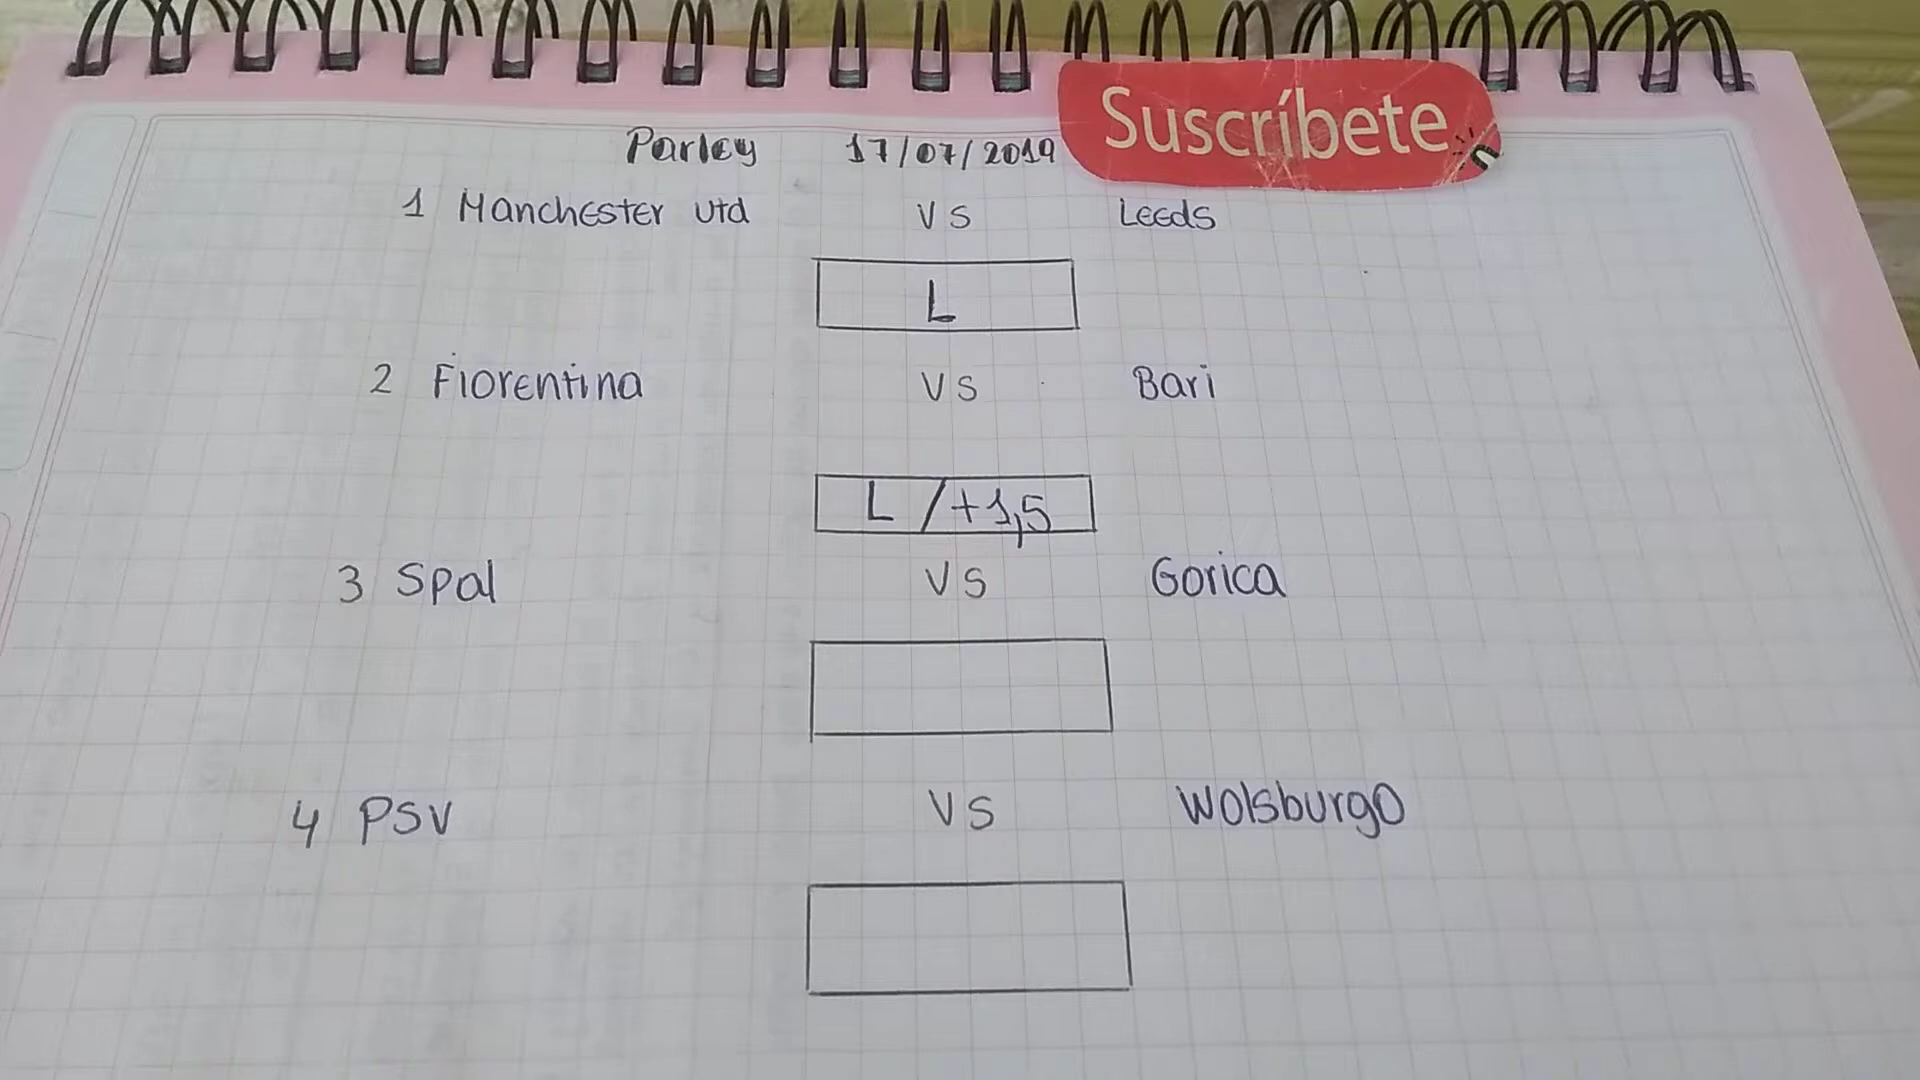 Parley 17/07/2019 Suscríbete
1 Manchester Utd VS Leeds
L
2 Fiorentina VS Bari
L/+1,5
3 Spal VS Gorica
4 PSV VS Wolsburgo